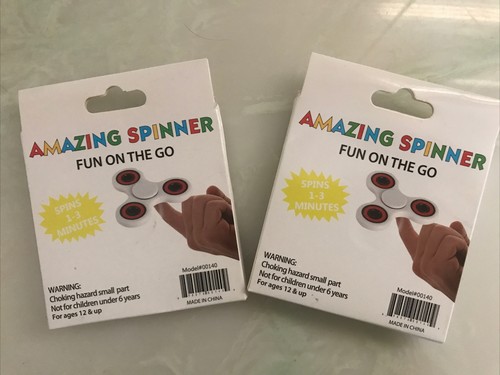 AMAZING SPINNER
FUN ON THE GO
SPINS
1-3
MINUTES
WARNING:
Choking hazard small part
Not for children under 6 years
For ages 12 & up
Model#00140
MADE IN CHINA
AMAZING SPINNER
FUN ON THE GO
SPINS
1-3
MINUTES
WARNING:
Choking hazard small part
Not for children under 6 years
For ages 12 & up
Model#00140
MADE IN CHINA